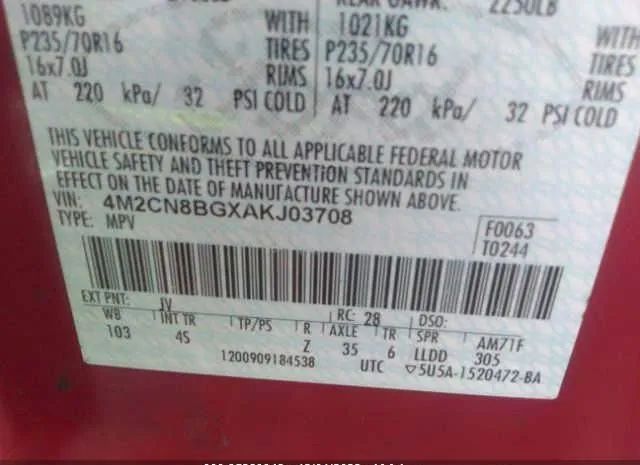 1089KG WITH 1021KG WITH
P235/70R16 TIRES P235/70R16 TIRES
16x7.0J RIMS 16x7.0J RIMS
AT 220 kPa/ 32 PSI COLD AT 220 kPa/ 32 PSI COLD
THIS VEHICLE CONFORMS TO ALL APPLICABLE FEDERAL MOTOR
VEHICLE SAFETY AND THEFT PREVENTION STANDARDS IN
EFFECT ON THE DATE OF MANUFACTURE SHOWN ABOVE.
VIN: 4M2CN8BGXAKJ03708
TYPE: MPV
F0063
T0244
EXT PNT: JV RC: 28 DSO:
WB INT TR TP/PS R AXLE TR SPR AM71F
103 4S Z 35 6 LLDD 305
1200909184538 UTC ▽5U5A-1520472-BA